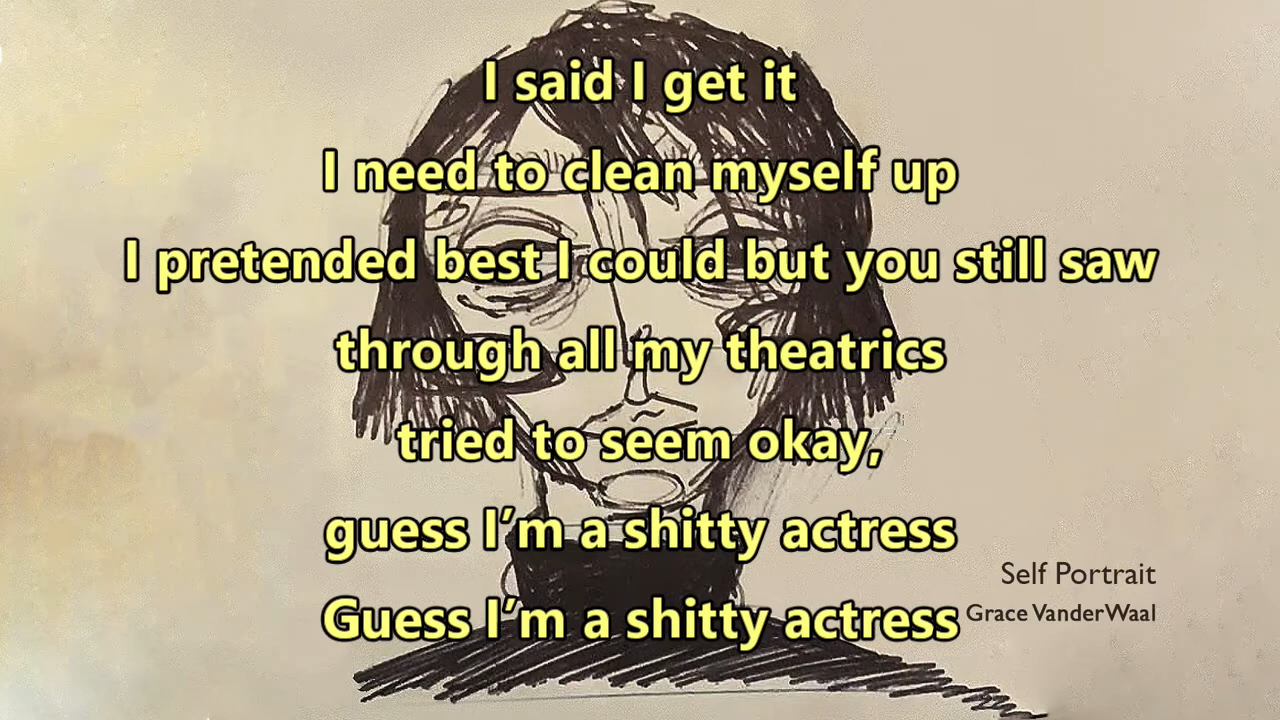 I said I get it
I need to clean myself up
I pretended best I could but you still saw
through all my theatrics
tried to seem okay,
guess I’m a shitty actress
Guess I’m a shitty actress
Self Portrait
Grace VanderWaal